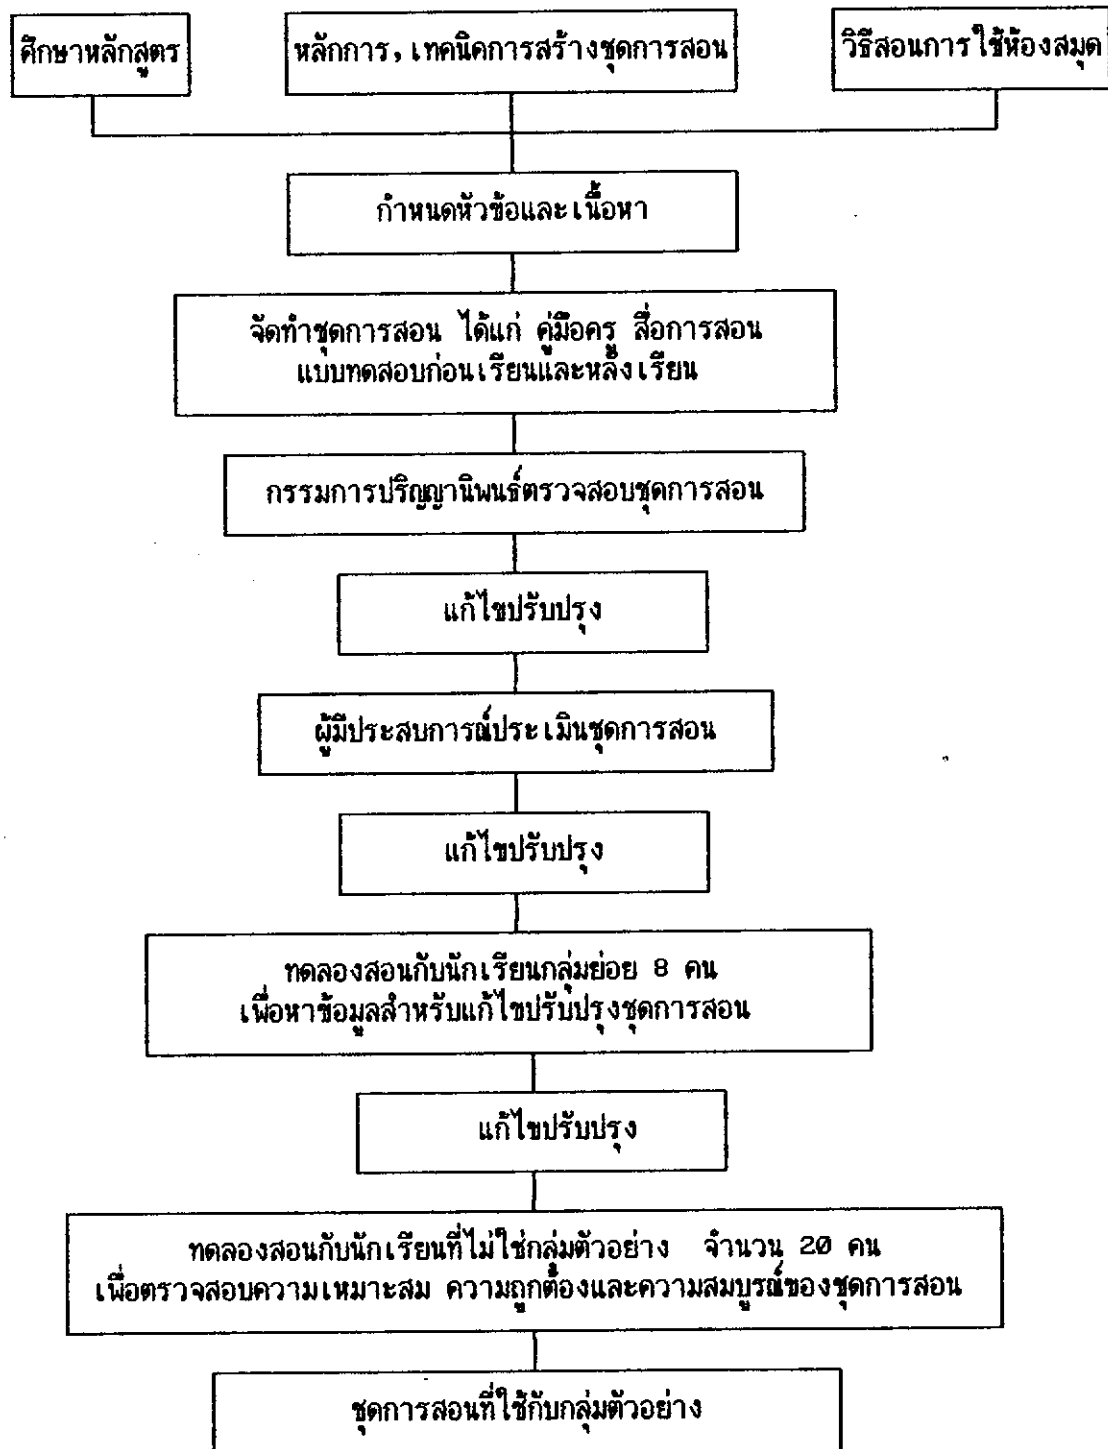 ศึกษาหลักสูตร
หลักการ, เทคนิคการสร้างชุดการสอน
วิธีสอนการใช้ห้องสมุด
กำหนดหัวข้อและเนื้อหา
จัดทำชุดการสอน ได้แก่ คู่มือครู สื่อการสอน
แบบทดสอบก่อนเรียนและหลังเรียน
กรรมการปริญญานิพนธ์ตรวจสอบชุดการสอน
แก้ไขปรับปรุง
ผู้มีประสบการณ์ประเมินชุดการสอน
แก้ไขปรับปรุง
ทดลองสอนกับนักเรียนกลุ่มย่อย 8 คน
เพื่อหาข้อมูลสำหรับแก้ไขปรับปรุงชุดการสอน
แก้ไขปรับปรุง
ทดลองสอนกับนักเรียนที่ไม่ใช่กลุ่มตัวอย่าง จำนวน 20 คน
เพื่อตรวจสอบความเหมาะสม ความถูกต้องและความสมบูรณ์ของชุดการสอน
ชุดการสอนที่ใช้กับกลุ่มตัวอย่าง